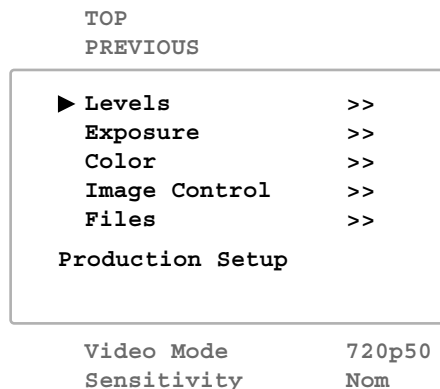 TOP
PREVIOUS
Levels >>
Exposure >>
Color >>
Image Control >>
Files >>
Production Setup
Video Mode 720p50
Sensitivity Nom